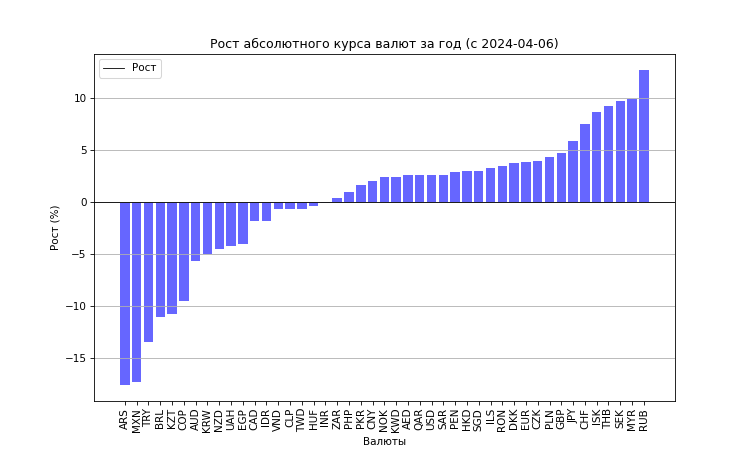 Рост абсолютного курса валют за год (с 2024-04-06)
Рост
Рост (%)
10
5
0
−5
−10
−15
ARS
MXN
TRY
BRL
KZT
COP
AUD
KRW
NZD
UAH
EGP
CAD
IDR
VND
CLP
TWD
HUF
INR
ZAR
PHP
PKR
CNY
NOK
KWD
AED
QAR
USD
SAR
PEN
HKD
SGD
ILS
RON
DKK
EUR
CZK
PLN
GBP
JPY
CHF
ISK
THB
SEK
MYR
RUB
Валюты